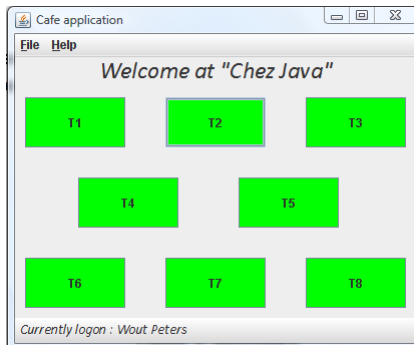 Cafe application
File Help
Welcome at "Chez Java"
T1 T2 T3
T4 T5
T6 T7 T8
Currently logon : Wout Peters